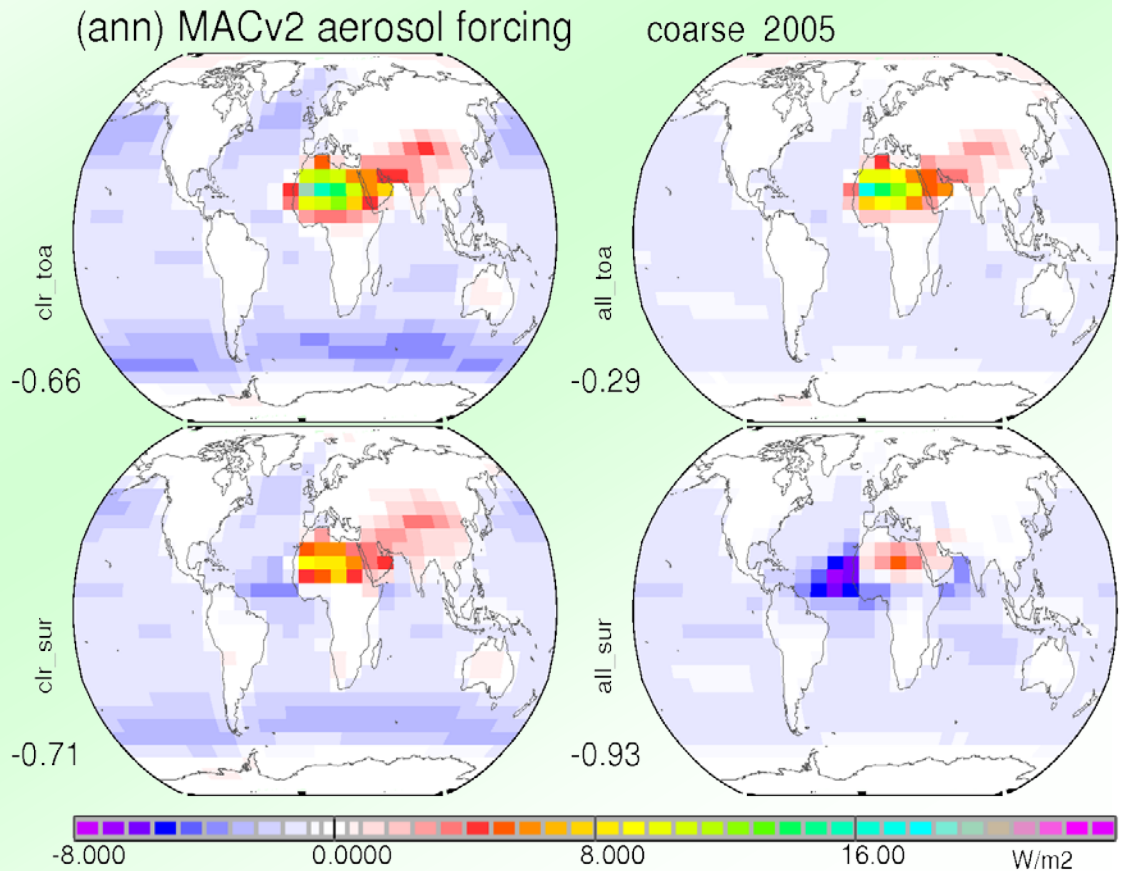 (ann) MACv2 aerosol forcing coarse 2005
clr_toa
-0.66
all_toa
-0.29
clr_sur
-0.71
all_sur
-0.93
-8.000 0.0000 8.000 16.00 W/m2